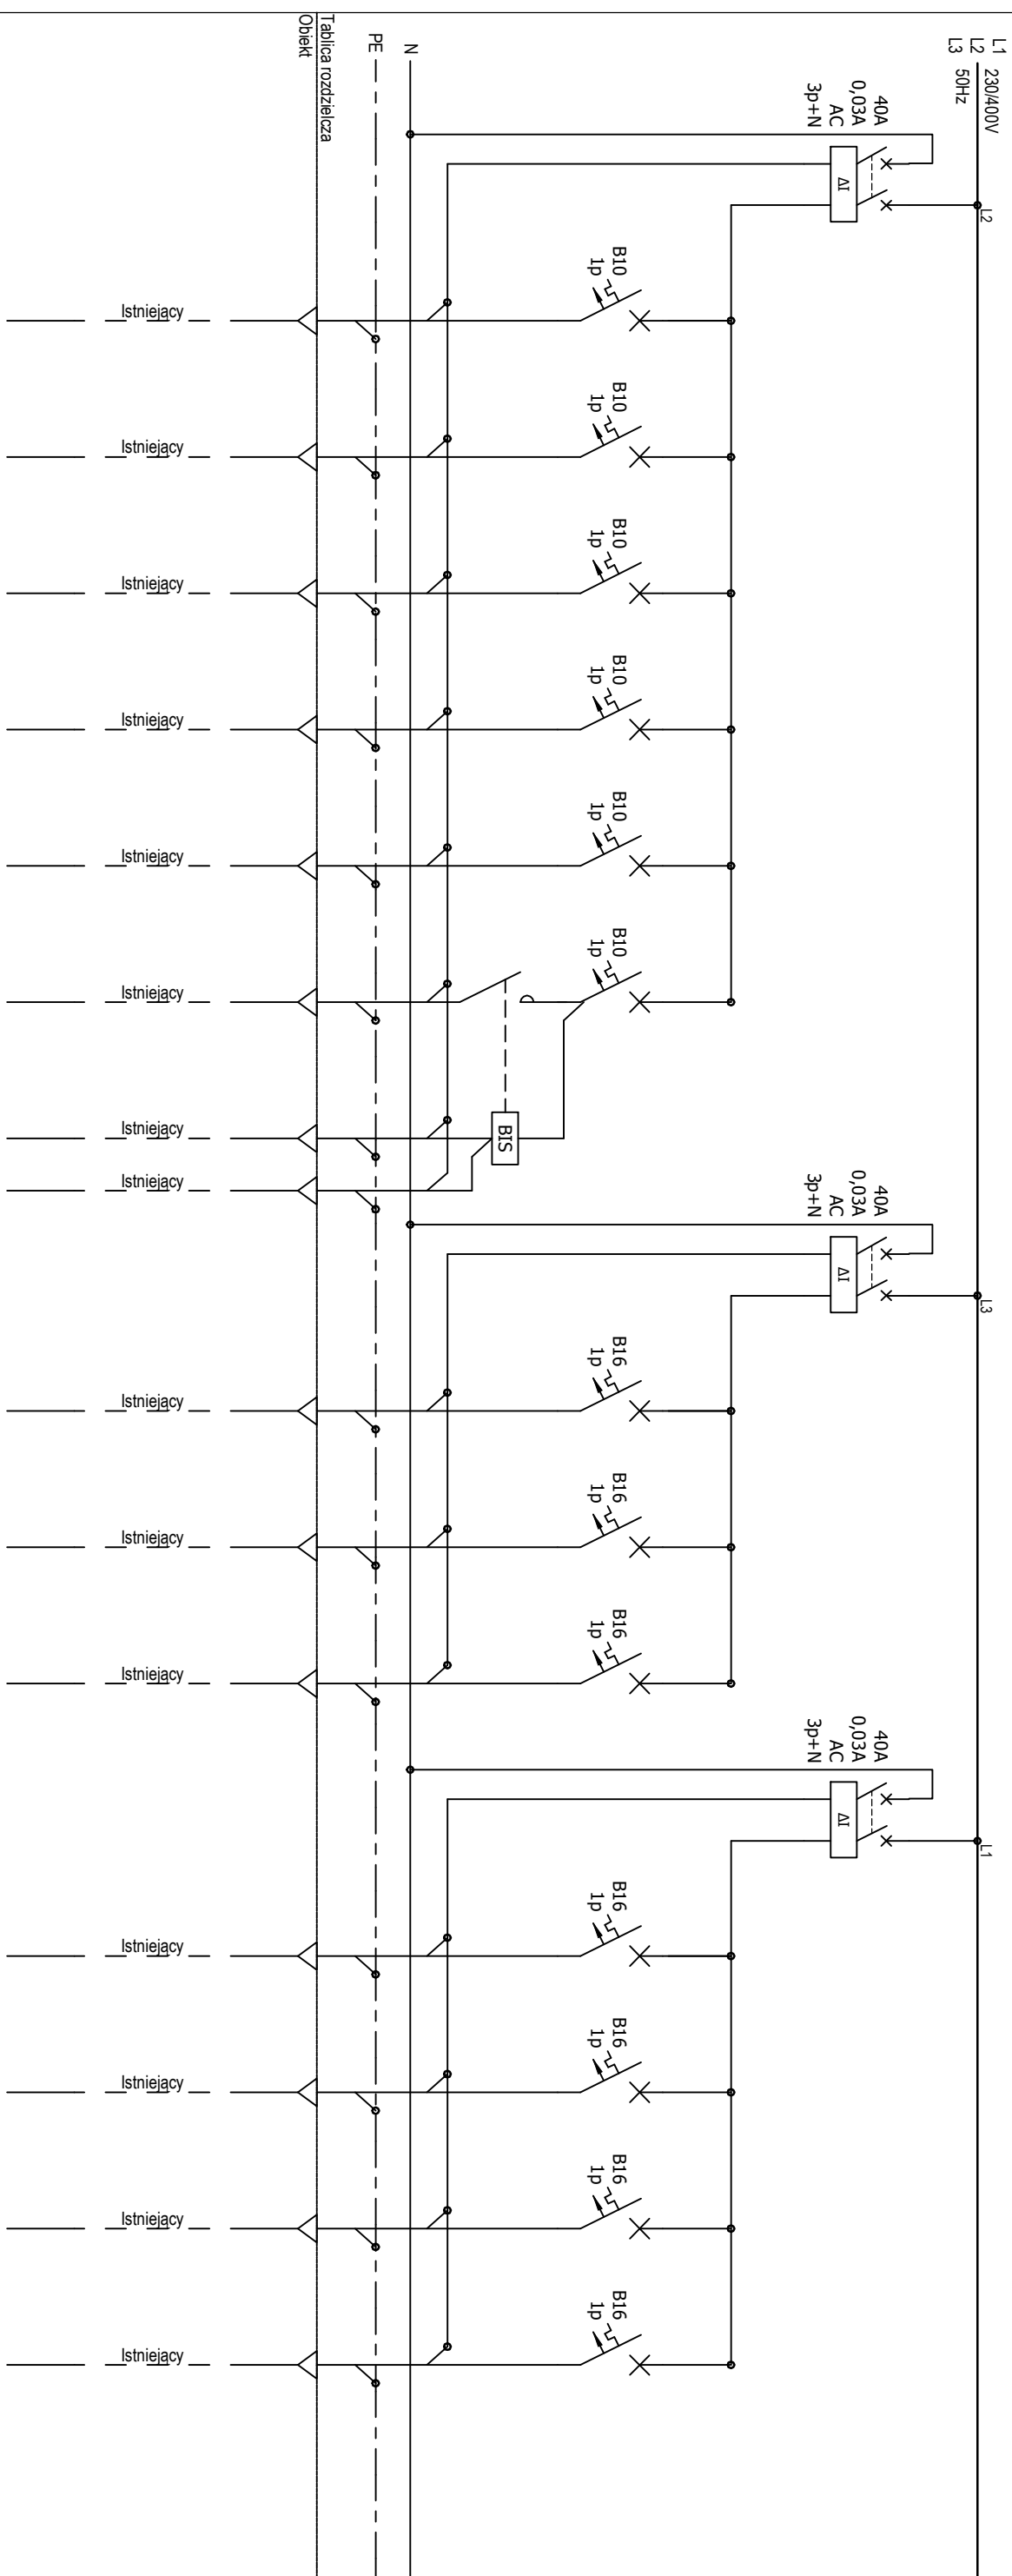 L1
L2
L3
230/400V
50Hz
N
PE
Tablica rozdzielcza
Obiekt
40A
0,03A
AC
3p+N
ΔI
L2
B10
1p
Istniejący
B10
1p
Istniejący
B10
1p
Istniejący
B10
1p
Istniejący
B10
1p
Istniejący
B10
1p
Istniejący
BIS
Istniejący
Istniejący
40A
0,03A
AC
3p+N
ΔI
L3
B16
1p
Istniejący
B16
1p
Istniejący
B16
1p
Istniejący
40A
0,03A
AC
3p+N
ΔI
L1
B16
1p
Istniejący
B16
1p
Istniejący
B16
1p
Istniejący
B16
1p
Istniejący